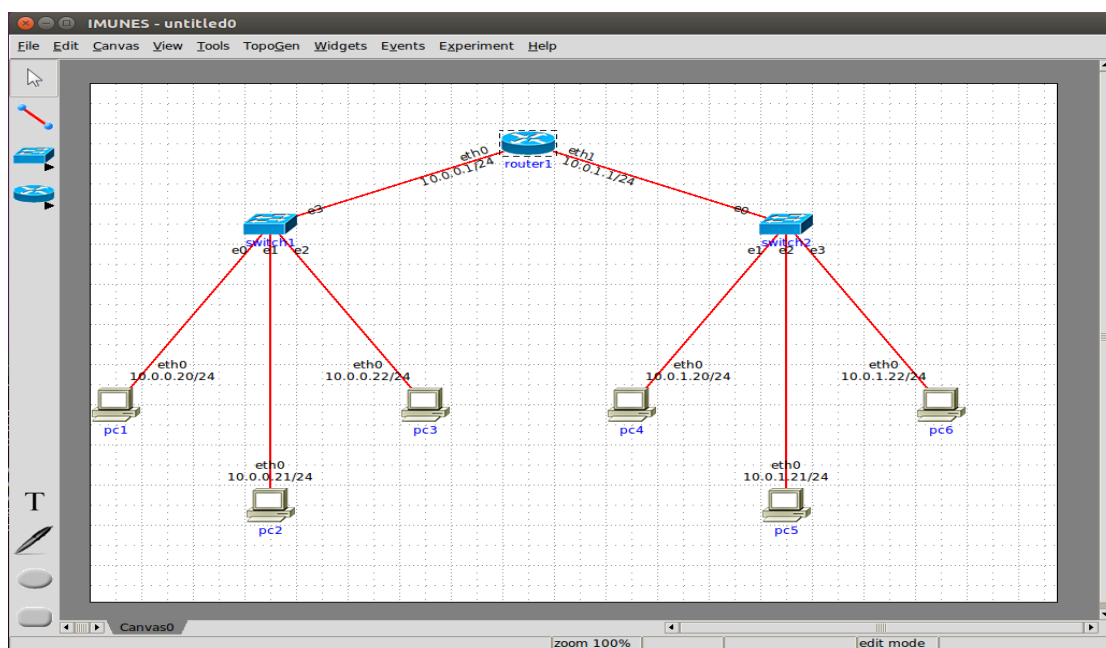 IMUNES - untitled0
File Edit Canvas View Tools TopoGen Widgets Events Experiment Help
router1
eth0
10.0.0.1/24
eth1
10.0.1.1/24
e3
e0
switch1
switch2
e0 e1 e2
e1 e2 e3
eth0
10.0.0.20/24
eth0
10.0.0.22/24
eth0
10.0.1.20/24
eth0
10.0.1.22/24
pc1
pc3
pc4
pc6
eth0
10.0.0.21/24
eth0
10.0.1.21/24
T
pc2
pc5
Canvas0
zoom 100%
edit mode